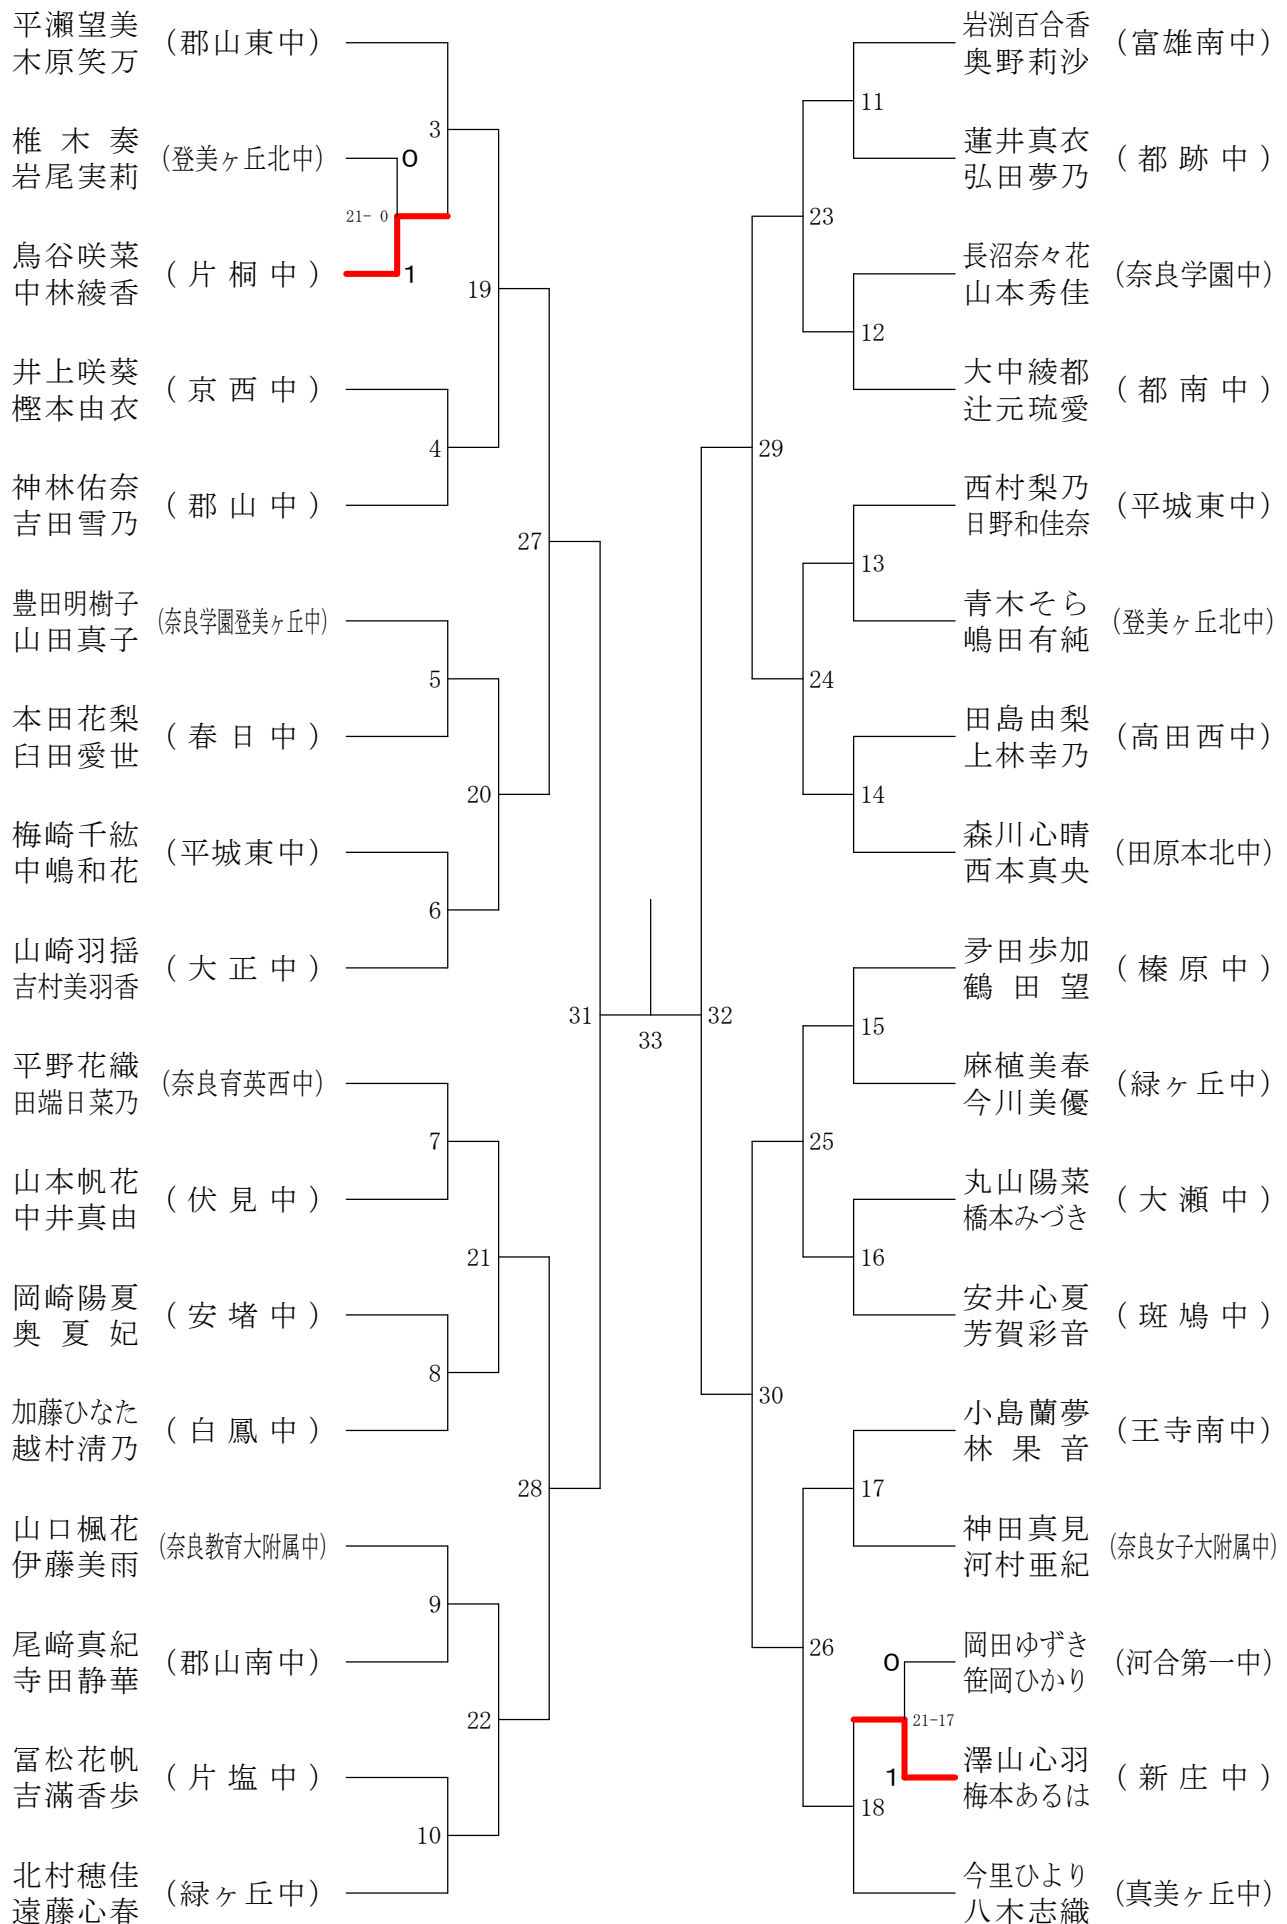 平瀨望美
木原笑万
(郡山東中)
椎木奏
岩尾実莉
(登美ヶ丘北中)
鳥谷咲菜
中林綾香
(片桐中)
井上咲葵
樫本由衣
(京西中)
神林佑奈
吉田雪乃
(郡山中)
豊田明樹子
山田真子
(奈良学園登美ヶ丘中)
本田花梨
臼田愛世
(春日中)
梅崎千紘
中嶋和花
(平城東中)
山崎羽揺
吉村美羽香
(大正中)
平野花織
田端日菜乃
(奈良育英西中)
山本帆花
中井真由
(伏見中)
岡崎陽夏
奥夏妃
(安堵中)
加藤ひなた
越村淸乃
(白鳳中)
山口楓花
伊藤美雨
(奈良教育大附属中)
尾﨑真紀
寺田静華
(郡山南中)
冨松花帆
吉滿香歩
(片塩中)
北村穂佳
遠藤心春
(緑ヶ丘中)
0
21- 0
1
3
4
5
6
7
8
9
10
19
20
21
22
27
28
31
33
32
29
30
23
24
25
26
11
12
13
14
15
16
17
18
0
21-17
1
岩渕百合香
奥野莉沙
(富雄南中)
蓮井真衣
弘田夢乃
(都跡中)
長沼奈々花
山本秀佳
(奈良学園中)
大中綾都
辻元琉愛
(都南中)
西村梨乃
日野和佳奈
(平城東中)
青木そら
嶋田有純
(登美ヶ丘北中)
田島由梨
上林幸乃
(高田西中)
森川心晴
西本真央
(田原本北中)
夛田歩加
鶴田望
(榛原中)
麻植美春
今川美優
(緑ヶ丘中)
丸山陽菜
橋本みづき
(大瀬中)
安井心夏
芳賀彩音
(斑鳩中)
小島蘭夢
林果音
(王寺南中)
神田真見
河村亜紀
(奈良女子大附属中)
岡田ゆずき
笹岡ひかり
(河合第一中)
澤山心羽
梅本あるは
(新庄中)
今里ひより
八木志織
(真美ヶ丘中)